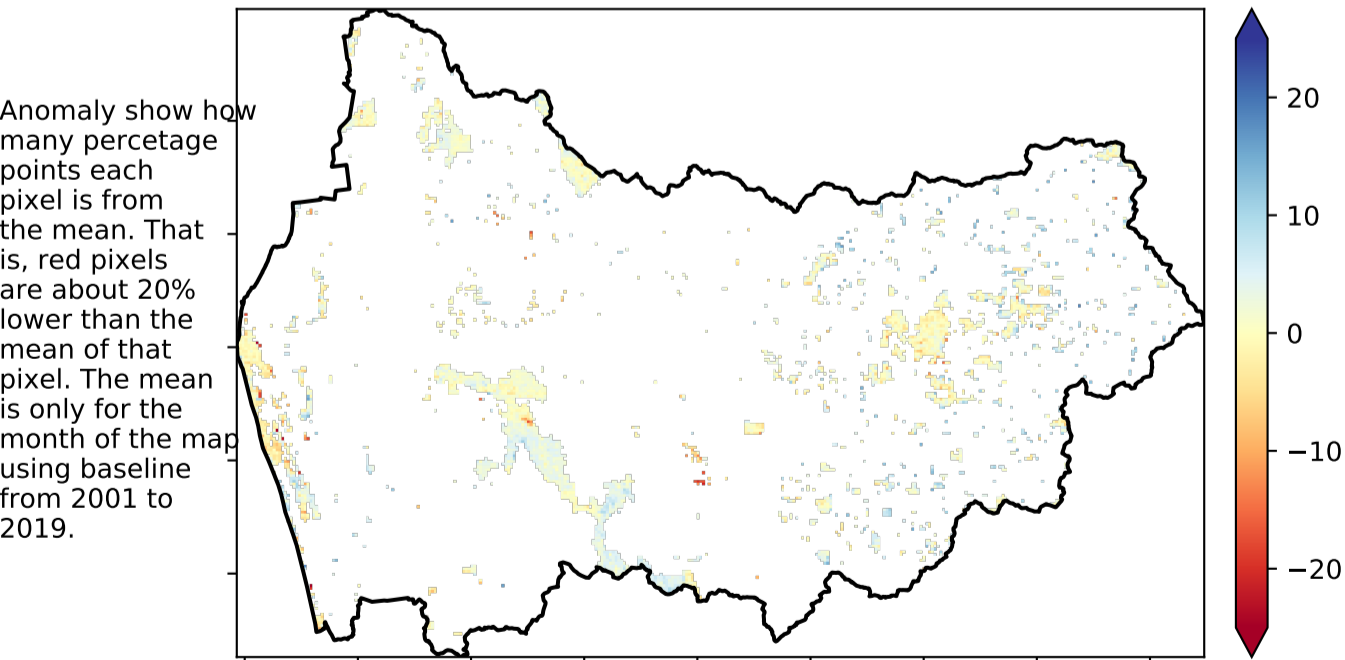 Anomaly show how
many percetage
points each
pixel is from
the mean. That
is, red pixels
are about 20%
lower than the
mean of that
pixel. The mean
is only for the
month of the map
using baseline
from 2001 to
2019.
20
10
0
−10
−20